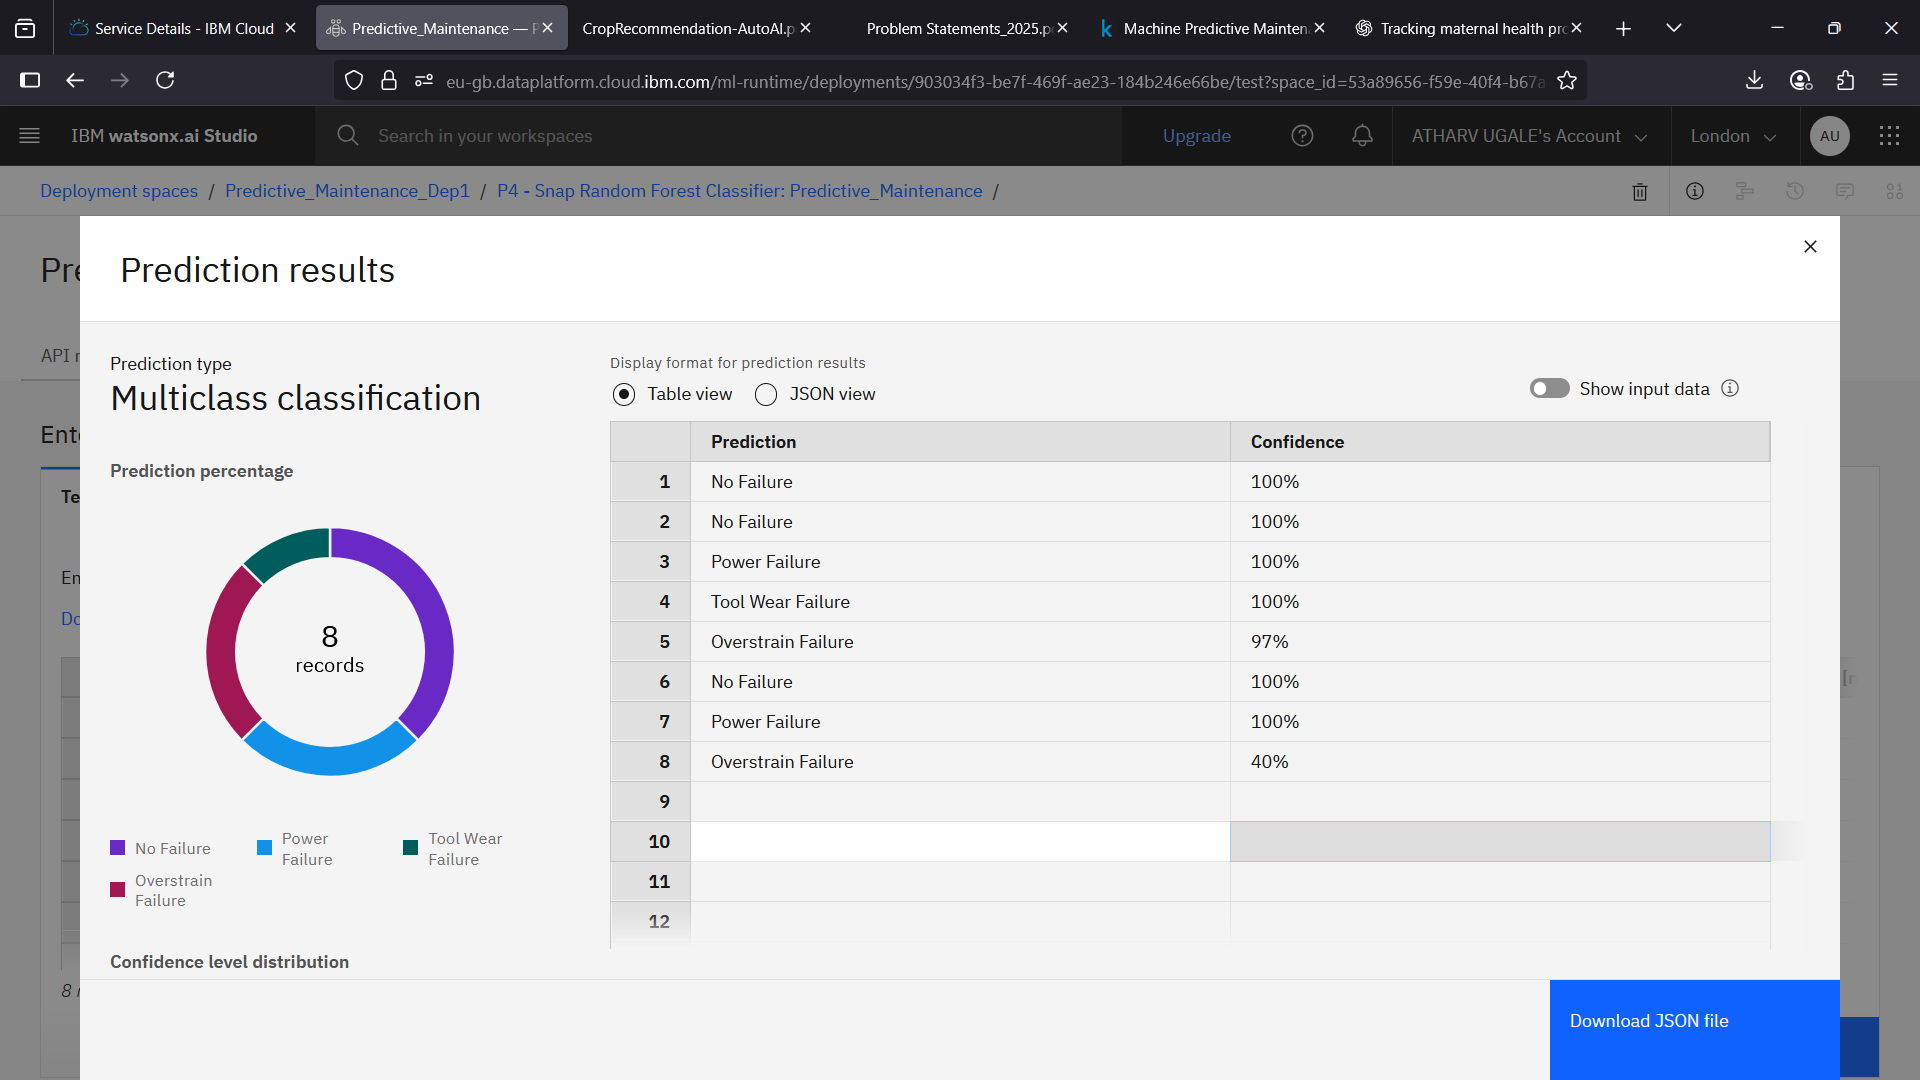 Service Details - IBM Cloud
Predictive_Maintenance — P
CropRecommendation-AutoAI.p
Problem Statements_2025.p
Machine Predictive Mainten
Tracking maternal health pro
eu-gb.dataplatform.cloud.ibm.com/ml-runtime/deployments/903034f3-be7f-469f-ae23-184b246e66be/test?space_id=53a89656-f59e-40f4-b67a
IBM watsonx.ai Studio
Search in your workspaces
Upgrade
ATHARV UGALE's Account
London
AU
Deployment spaces / Predictive_Maintenance_Dep1 / P4 - Snap Random Forest Classifier: Predictive_Maintenance /
Pre
API r
Ente
Te
En
Do
8 r
Prediction results
Prediction type
Multiclass classification
Prediction percentage
8
records
No Failure
Power Failure
Tool Wear Failure
Overstrain Failure
Confidence level distribution
Display format for prediction results
Table view
JSON view
Show input data
Prediction Confidence
1 No Failure 100%
2 No Failure 100%
3 Power Failure 100%
4 Tool Wear Failure 100%
5 Overstrain Failure 97%
6 No Failure 100%
7 Power Failure 100%
8 Overstrain Failure 40%
9
10
11
12
Download JSON file